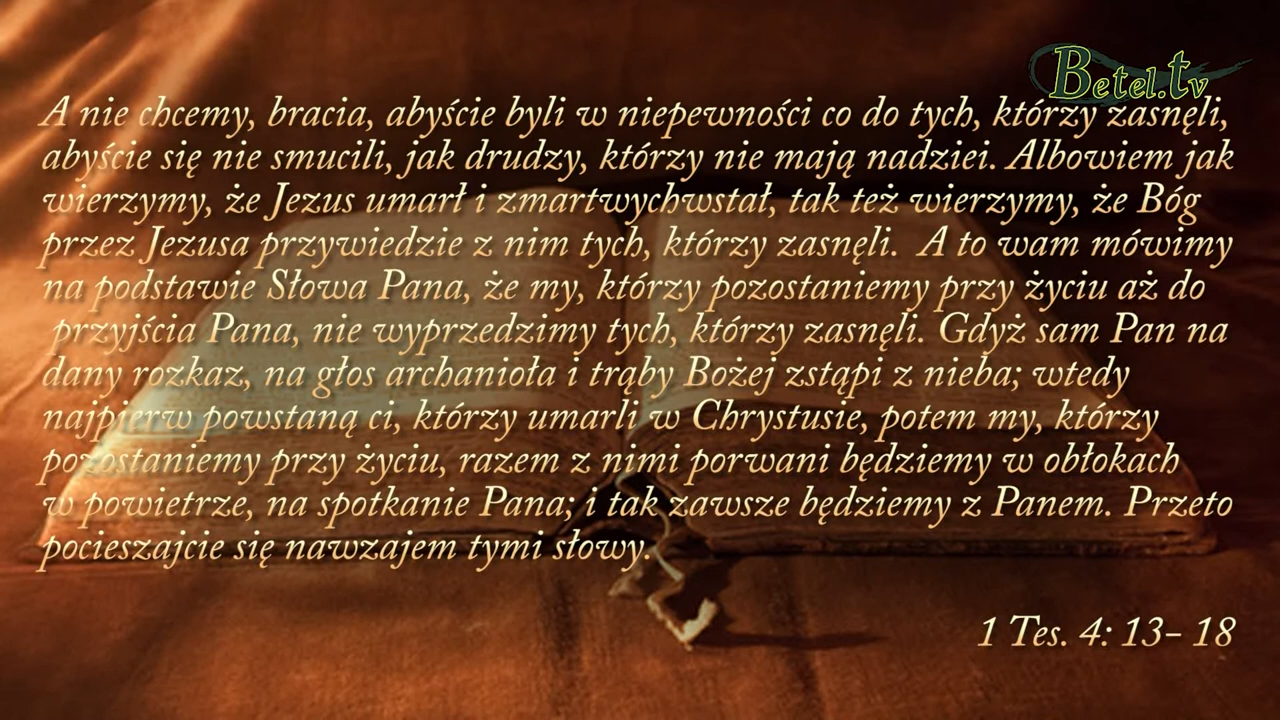 Betel.tv
A nie chcemy, bracia, abyście byli w niepewności co do tych, którzy zasnęli,
abyście się nie smucili, jak drudzy, którzy nie mają nadziei. Albowiem jak
wierzymy, że Jezus umarł i zmartwychwstał, tak też wierzymy, że Bóg
przez Jezusa przywiedzie z nim tych, którzy zasnęli. A to wam mówimy
na podstawie Słowa Pana, że my, którzy pozostaniemy przy życiu aż do
przyjścia Pana, nie wyprzedzimy tych, którzy zasnęli. Gdyż sam Pan na
dany rozkaz, na głos archanioła i trąby Bożej zstąpi z nieba; wtedy
najpierw powstaną ci, którzy umarli w Chrystusie, potem my, którzy
pozostaniemy przy życiu, razem z nimi porwani będziemy w obłokach
w powietrze, na spotkanie Pana; i tak zawsze będziemy z Panem. Przeto
pocieszajcie się nawzajem tymi słowy.
1 Tes. 4: 13- 18